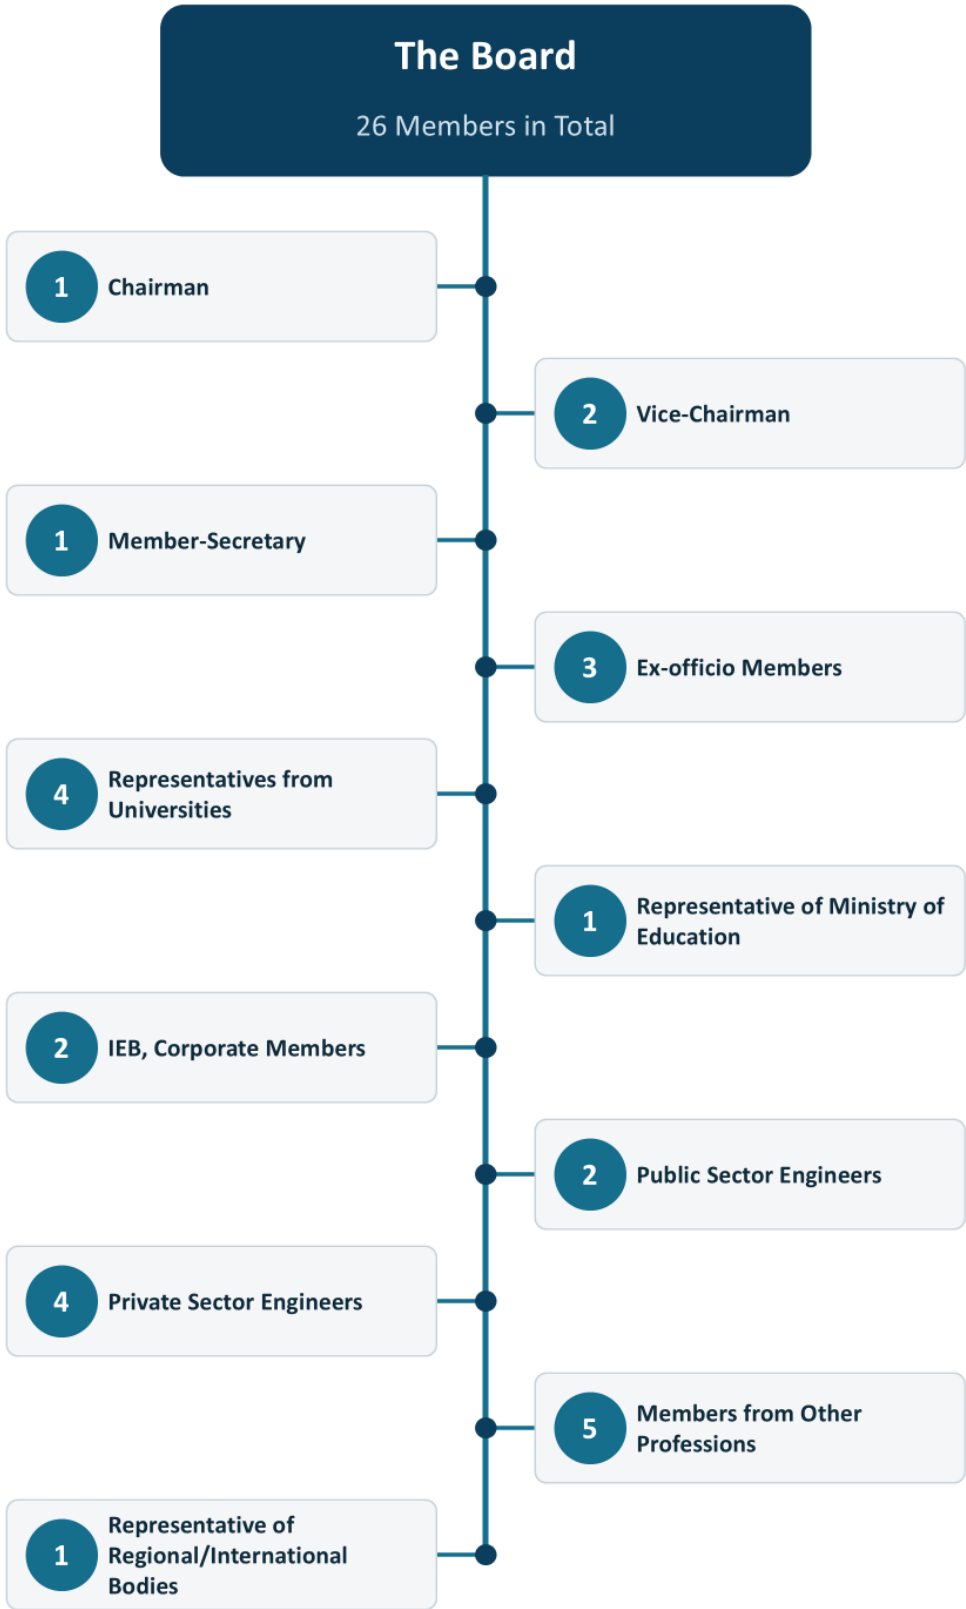 The Board
26 Members in Total
1
Chairman
2
Vice-Chairman
1
Member-Secretary
3
Ex-officio Members
4
Representatives from
Universities
1
Representative of Ministry of
Education
2
IEB, Corporate Members
2
Public Sector Engineers
4
Private Sector Engineers
5
Members from Other
Professions
1
Representative of
Regional/International
Bodies